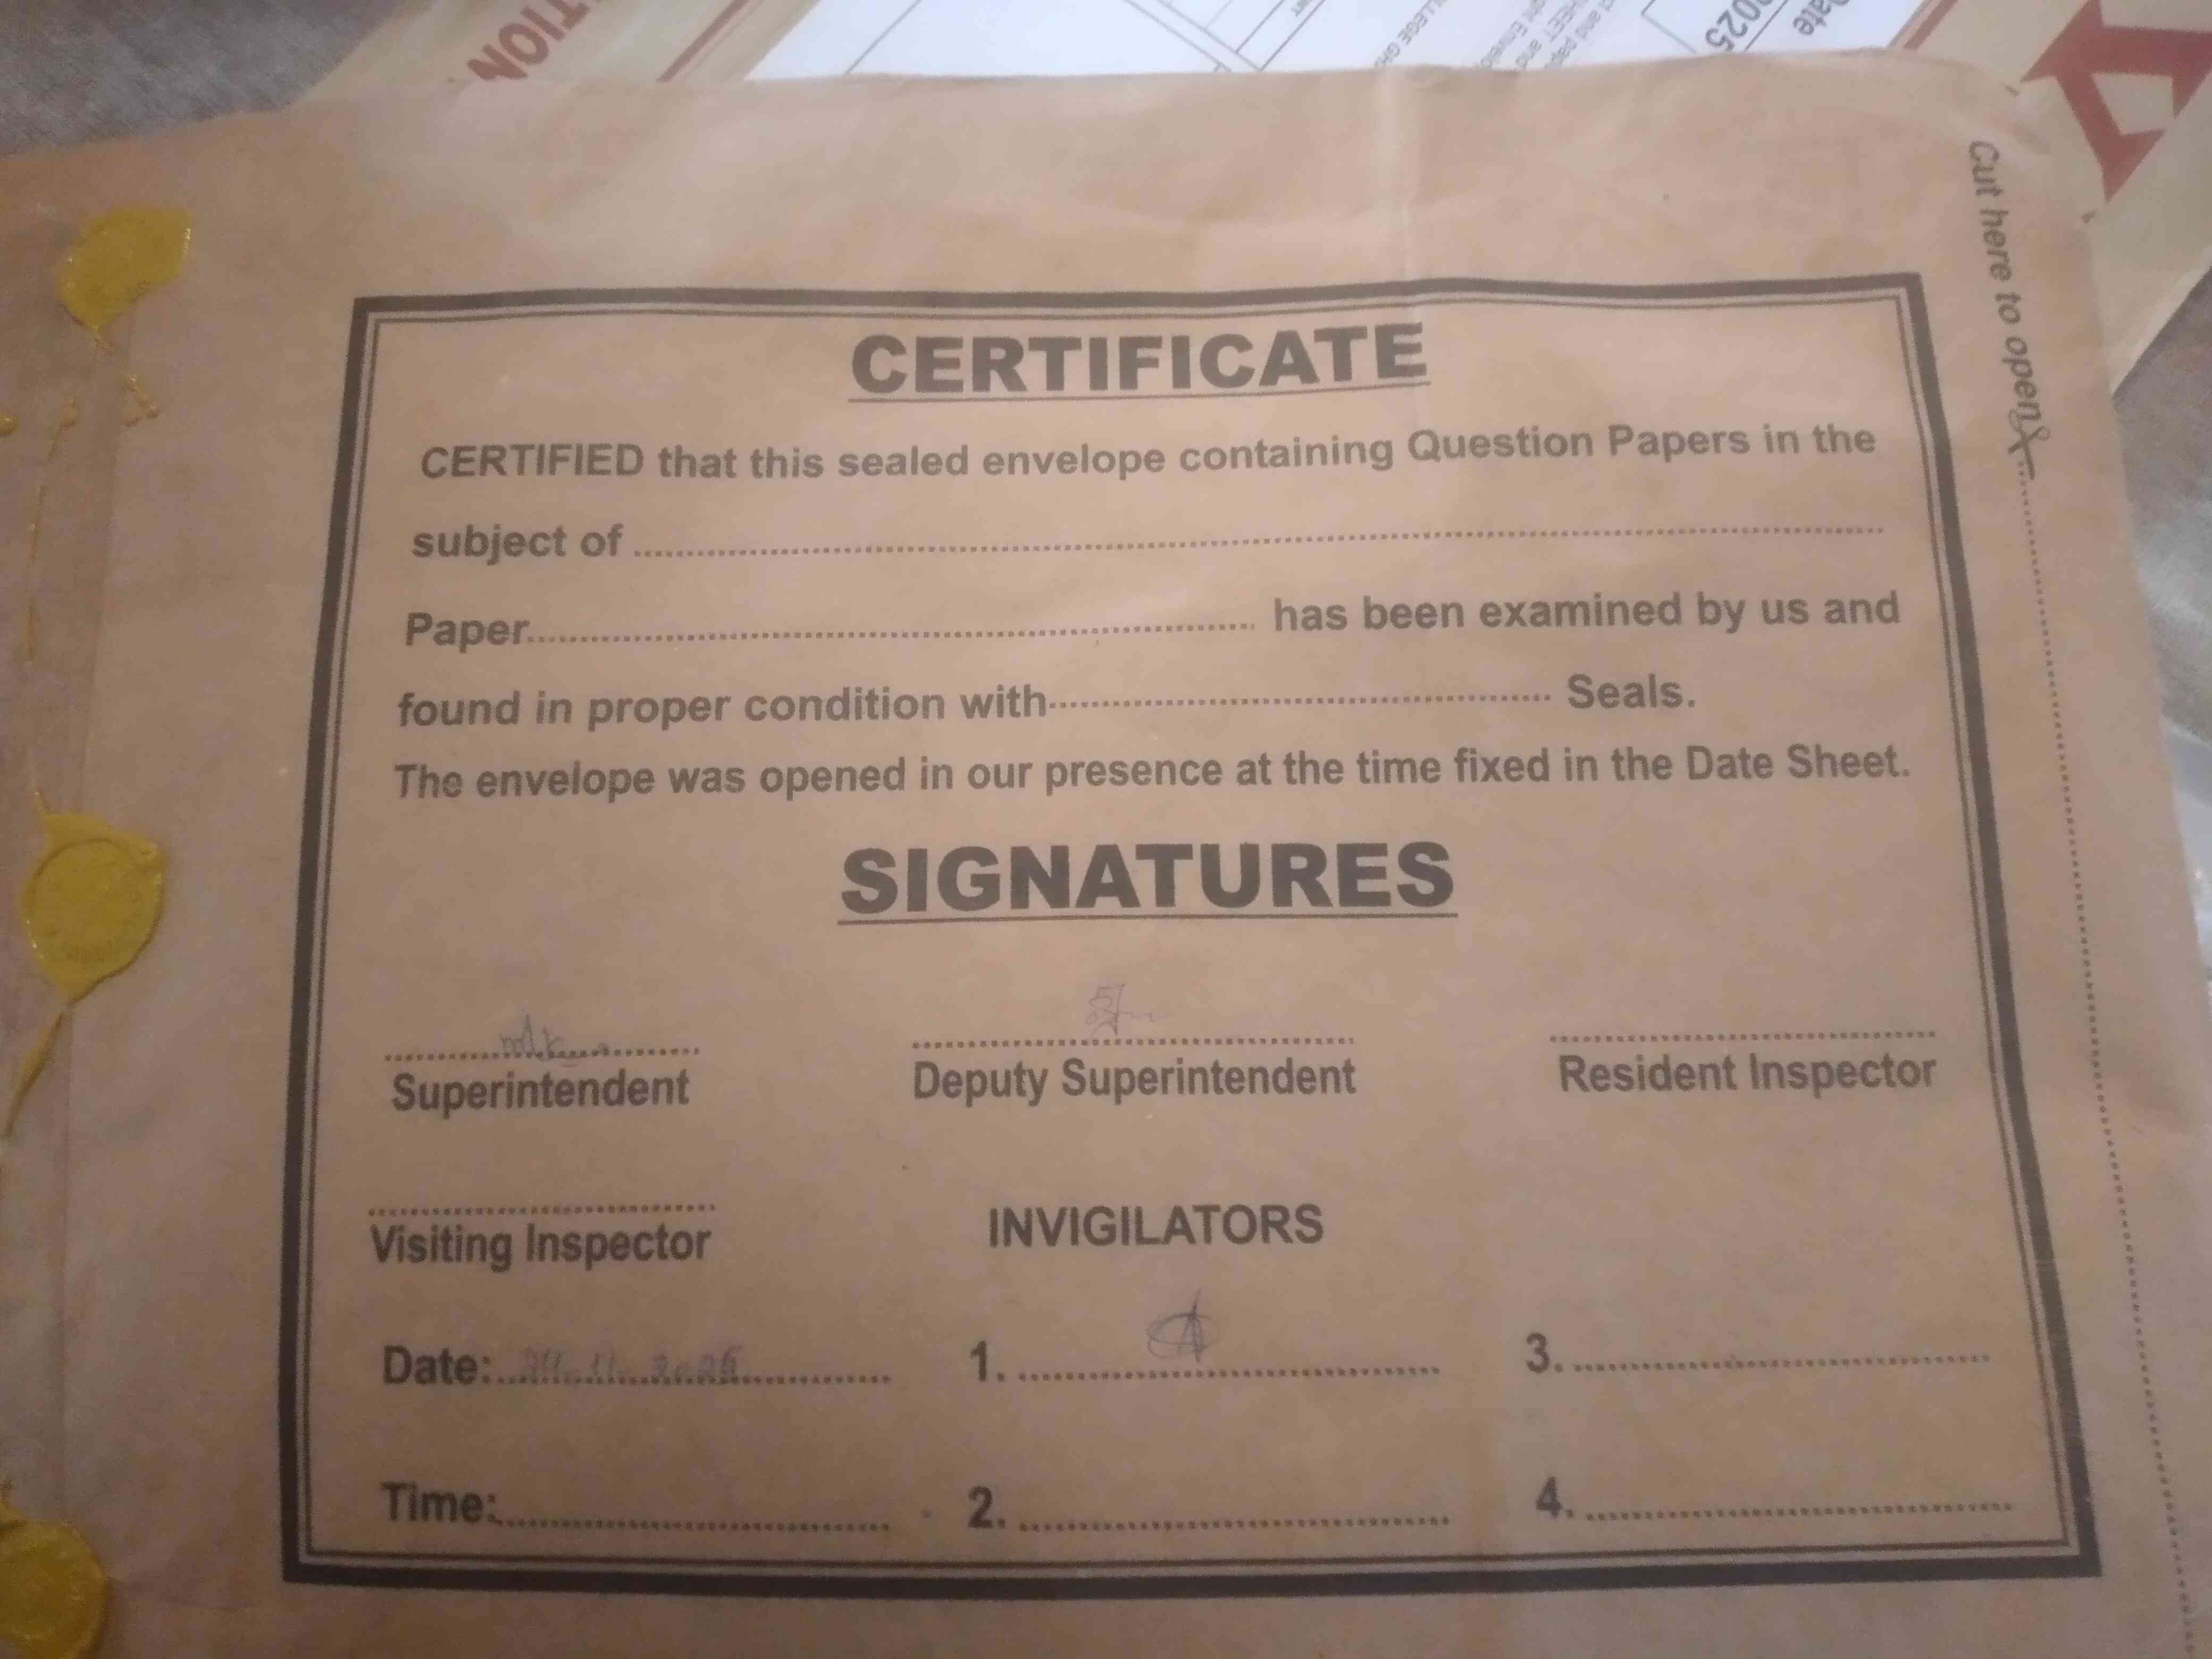 TION
2025
Date
Cut here to open
CERTIFICATE
CERTIFIED that this sealed envelope containing Question Papers in the
subject of
Paper has been examined by us and
found in proper condition with Seals.
The envelope was opened in our presence at the time fixed in the Date Sheet.
SIGNATURES
Superintendent Deputy Superintendent Resident Inspector
Visiting Inspector INVIGILATORS
Date: 1. 3.
Time: 2. 4.